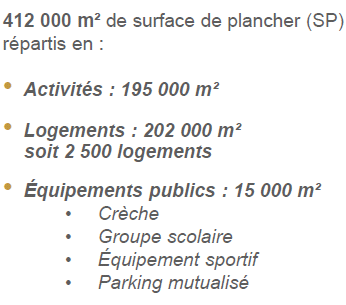 412 000 m² de surface de plancher (SP)
répartis en :
• Activités : 195 000 m²
• Logements : 202 000 m²
soit 2 500 logements
• Équipements publics : 15 000 m²
• Crèche
• Groupe scolaire
• Équipement sportif
• Parking mutualisé